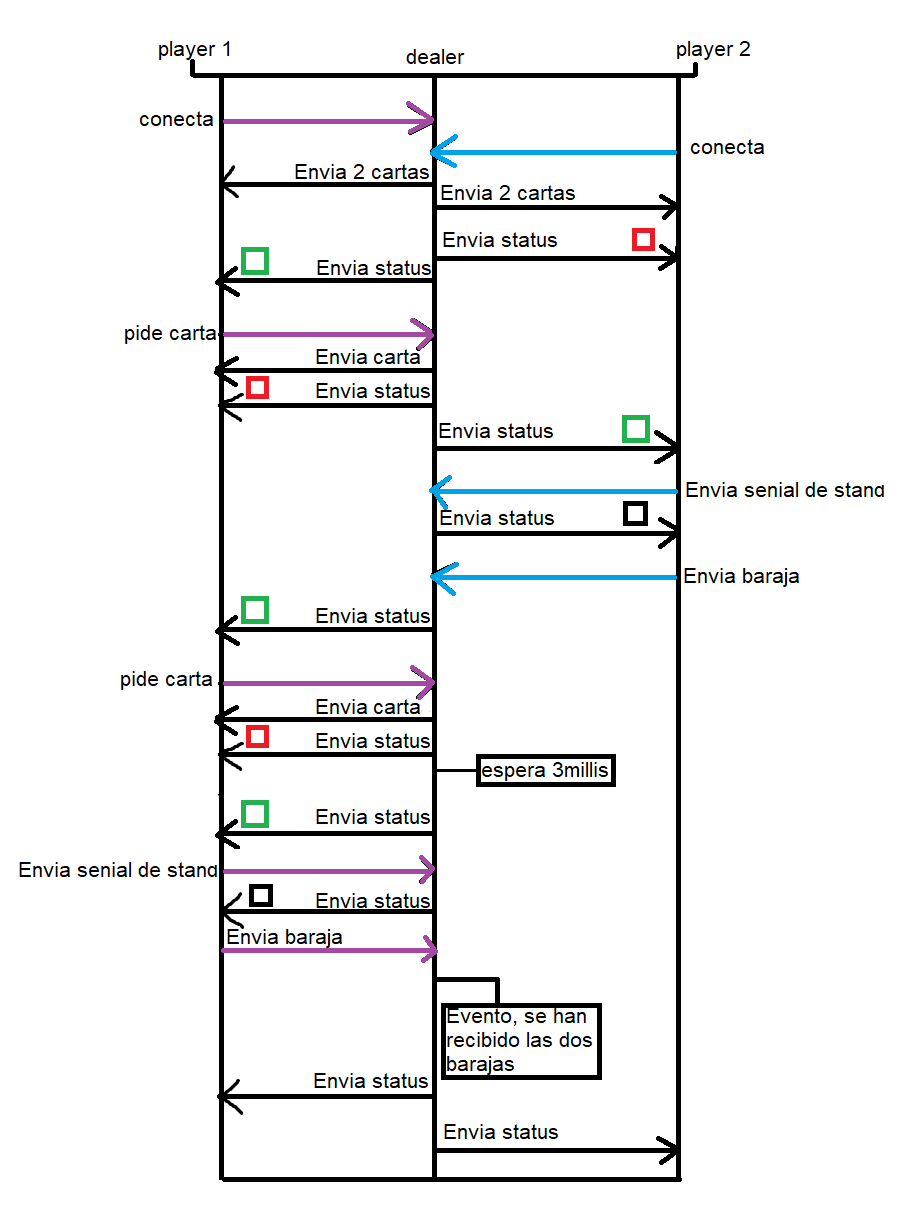 player 1
dealer
player 2
conecta
conecta
Envia 2 cartas
Envia 2 cartas
Envia status
Envia status
pide carta
Envia carta
Envia status
Envia status
Envia senial de stand
Envia status
Envia baraja
Envia status
pide carta
Envia carta
Envia status
espera 3millis
Envia status
Envia senial de stand
Envia status
Envia baraja
Evento, se han
recibido las dos
barajas
Envia status
Envia status